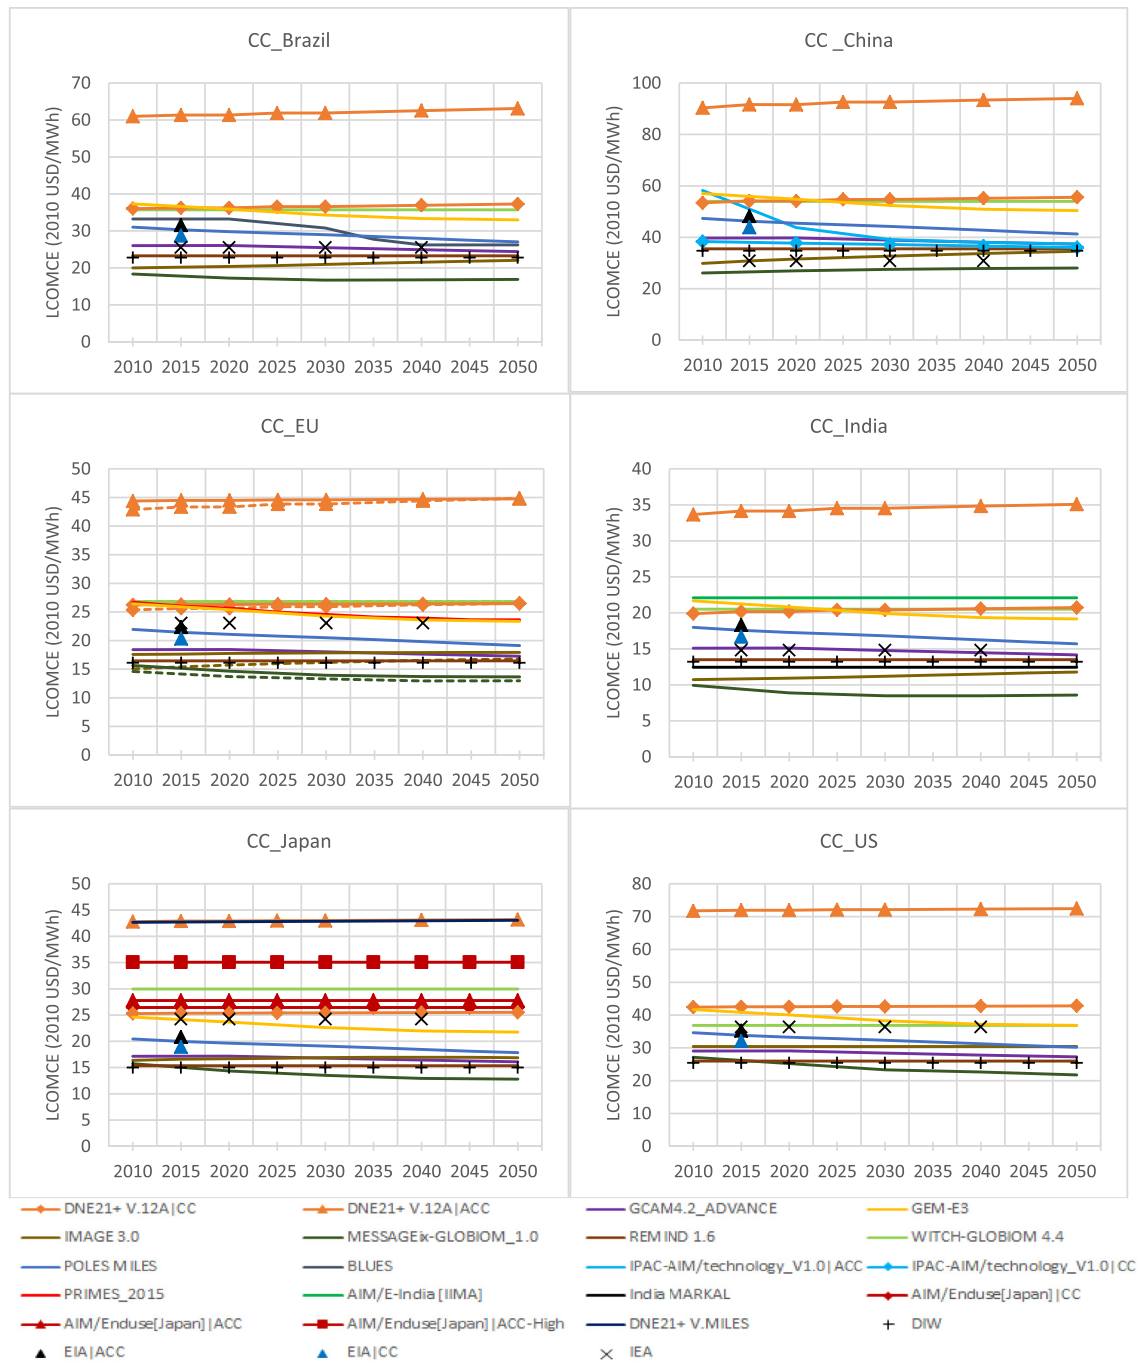 CC_Brazil
LCOMCE (2010 USD/MWh)
70
60
50
40
30
20
10
0
2010 2015 2020 2025 2030 2035 2040 2045 2050
CC _China
LCOMCE (2010 USD/MWh)
100
80
60
40
20
0
2010 2015 2020 2025 2030 2035 2040 2045 2050
CC_EU
LCOMCE (2010 USD/MWh)
50
45
40
35
30
25
20
15
10
5
0
2010 2015 2020 2025 2030 2035 2040 2045 2050
CC_India
LCOMCE (2010 USD/MWh)
40
35
30
25
20
15
10
5
0
2010 2015 2020 2025 2030 2035 2040 2045 2050
CC_Japan
LCOMCE (2010 USD/MWh)
50
45
40
35
30
25
20
15
10
5
0
2010 2015 2020 2025 2030 2035 2040 2045 2050
CC_US
LCOMCE (2010 USD/MWh)
80
70
60
50
40
30
20
10
0
2010 2015 2020 2025 2030 2035 2040 2045 2050
DNE21+ V.12A|CC DNE21+ V.12A|ACC GCAM4.2_ADVANCE GEM-E3
IMAGE 3.0 MESSAGEix-GLOBIOM_1.0 REMIND 1.6 WITCH-GLOBIOM 4.4
POLES MILES BLUES IPAC-AIM/technology_V1.0|ACC IPAC-AIM/technology_V1.0|CC
PRIMES_2015 AIM/E-India [IIMA] India MARKAL AIM/Enduse[Japan]|CC
AIM/Enduse[Japan]|ACC AIM/Enduse[Japan]|ACC-High DNE21+ V.MILES DIW
EIA|ACC EIA|CC IEA